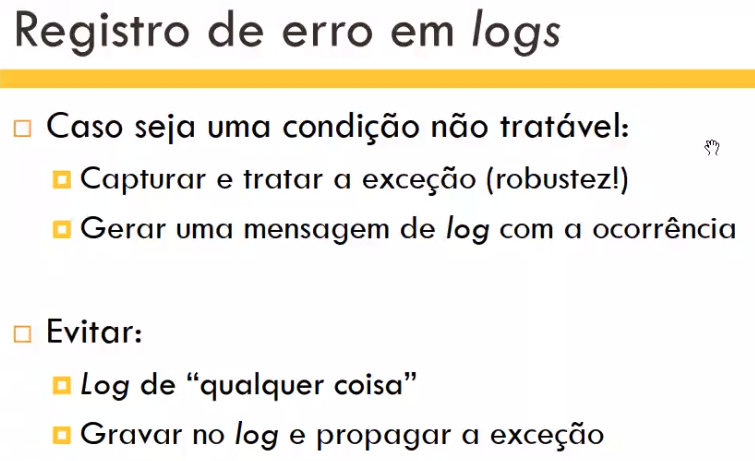 Registro de erro em logs
Caso seja uma condição não tratável:
Capturar e tratar a exceção (robustez!)
Gerar uma mensagem de log com a ocorrência
Evitar:
Log de “qualquer coisa”
Gravar no log e propagar a exceção